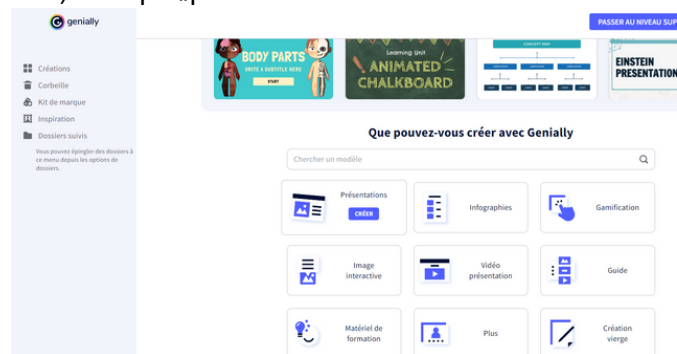 genially
PASSER AU NIVEAU SUP
BODY PARTS
WRITE A SUBTITLE HERE
START
Learning Unit
ANIMATED
CHALKBOARD
CONCEPT MAP
EINSTEIN
PRESENTATION
Créations
Corbeille
Kit de marque
Inspiration
Dossiers suivis
Vous pouvez épingler des dossiers à
ce menu depuis les options de
dossiers.
Que pouvez-vous créer avec Genially
Chercher un modèle
Présentations
CRÉER
Infographies
Gamification
Image
interactive
Vidéo
présentation
Guide
Matériel de
formation
Plus
Création
vierge